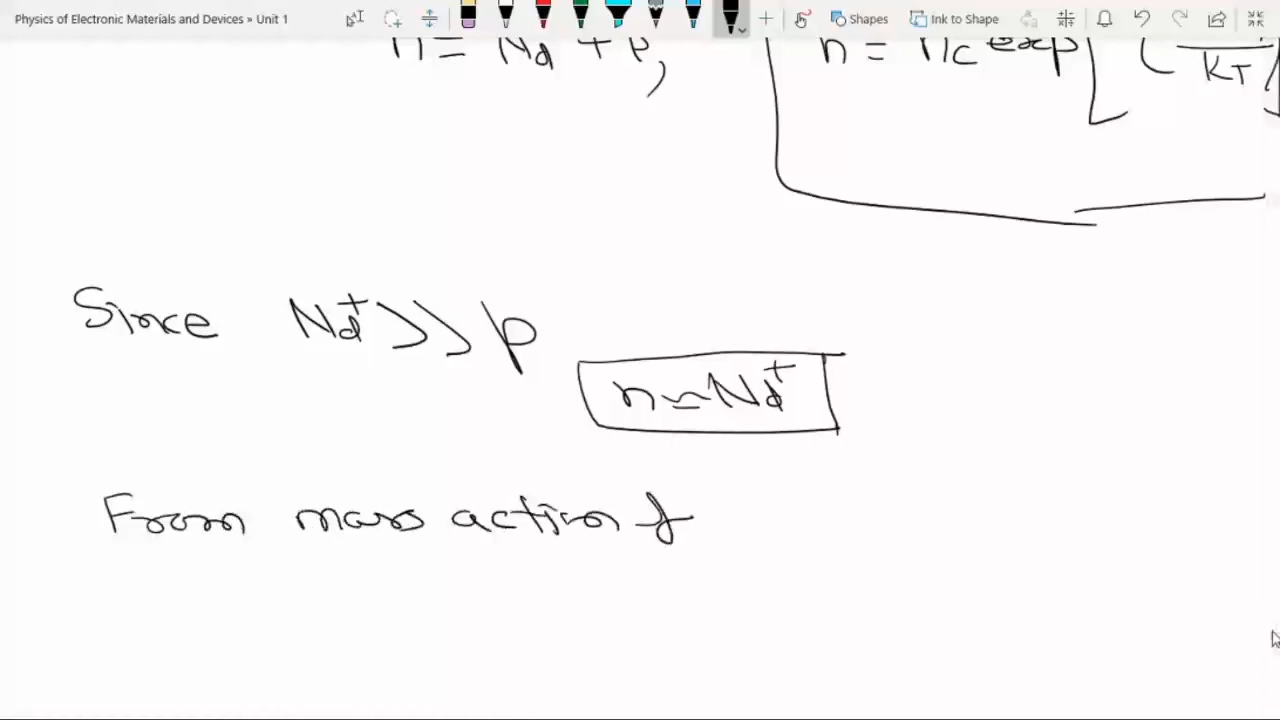 Physics of Electronic Materials and Devices » Unit 1
Shapes
Ink to Shape
n = Nd + p,
n = nc exp[(
KT
Since Nd+ >> p
n ≃ Nd+
From mass action